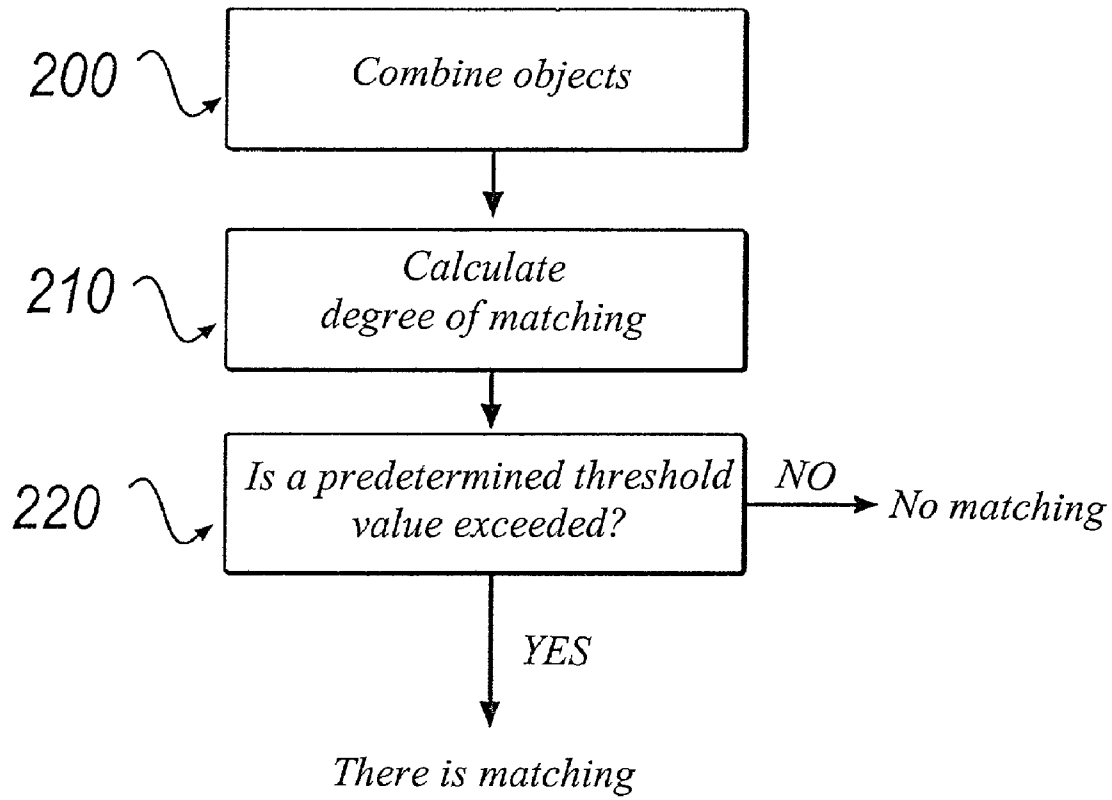 200
Combine objects
210
Calculate
degree of matching
220
Is a predetermined threshold
value exceeded?
NO
No matching
YES
There is matching